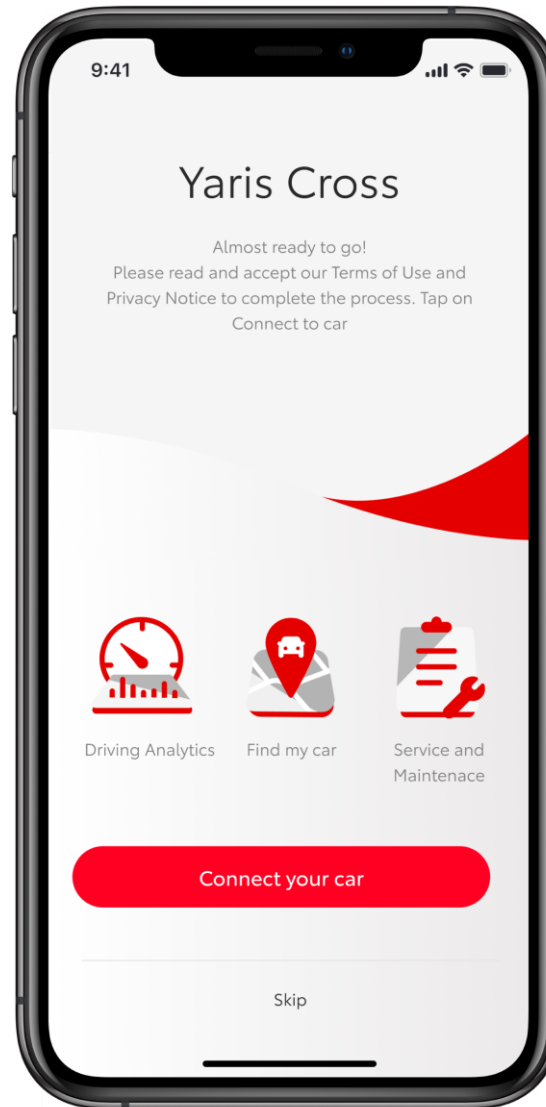 9:41
Yaris Cross
Almost ready to go!
Please read and accept our Terms of Use and
Privacy Notice to complete the process. Tap on
Connect to car
Driving Analytics
Find my car
Service and
Maintenace
Connect your car
Skip